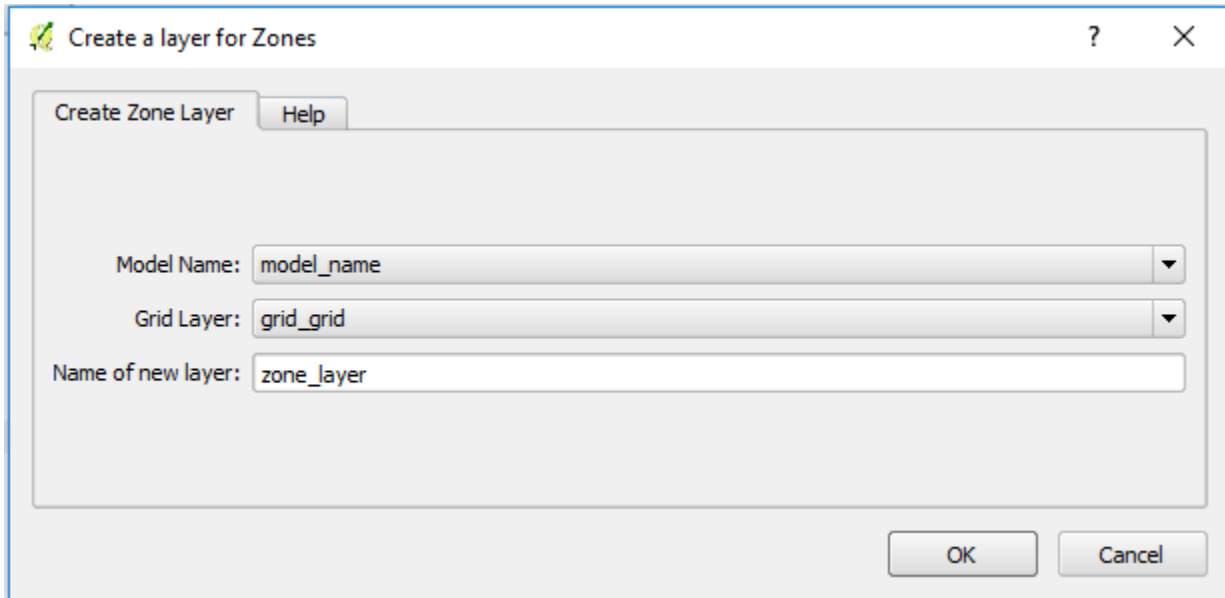 Create a layer for Zones ?
Create Zone Layer Help
Model Name: model_name
Grid Layer: grid_grid
Name of new layer: zone_layer
OK Cancel